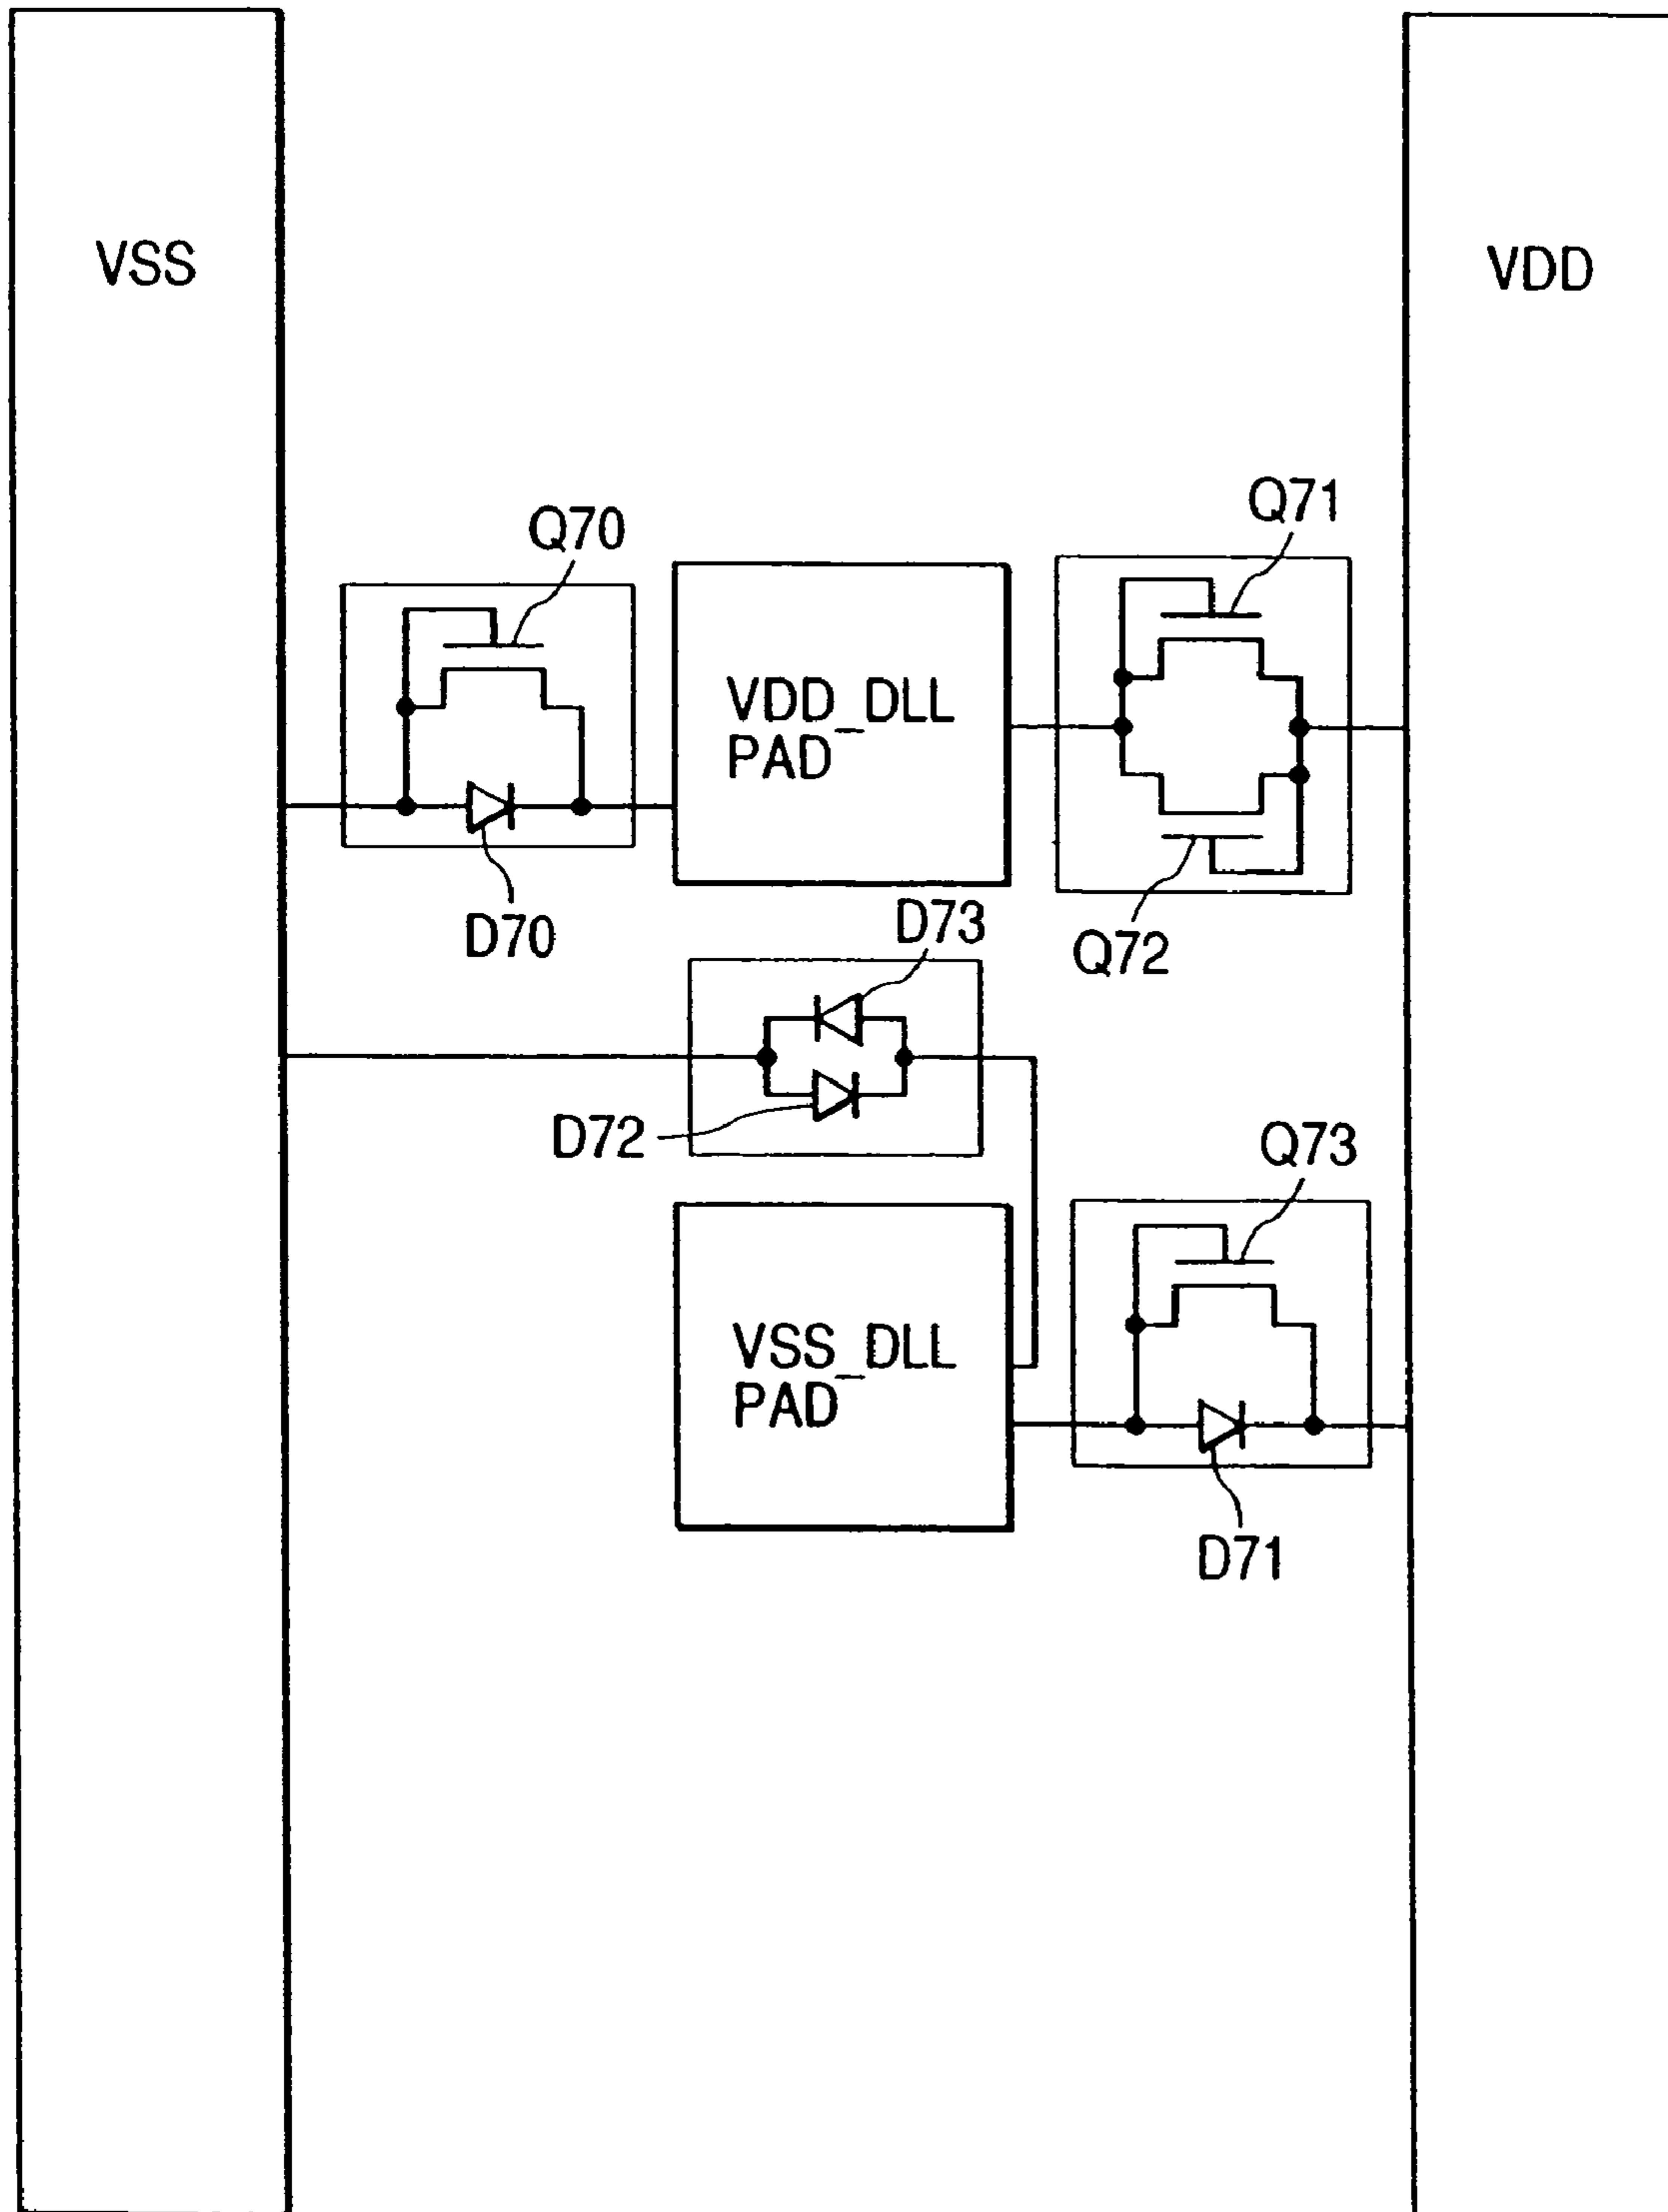 VSS
VDD
Q70
Q71
VDD_DLL
PAD
D70
D73
Q72
D72
Q73
VSS_DLL
PAD
D71